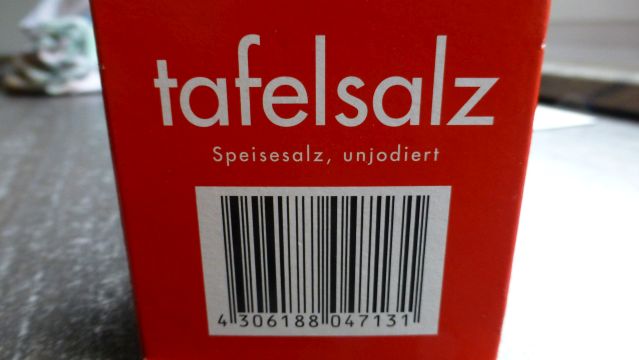 tafelsalz
Speisesalz, unjodiert
4 306188 047131